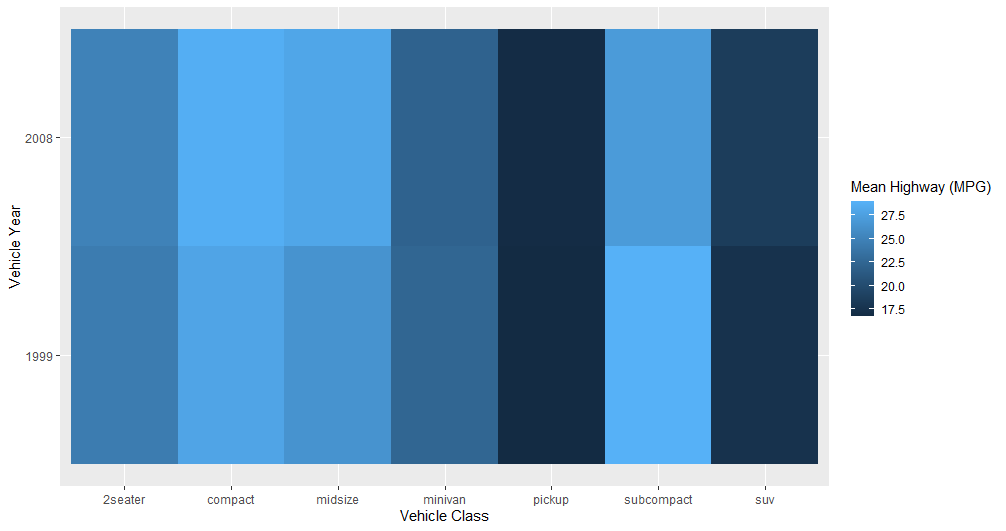 Vehicle Year
2008
1999
2seater compact midsize minivan pickup subcompact suv
Vehicle Class
Mean Highway (MPG)
27.5
25.0
22.5
20.0
17.5